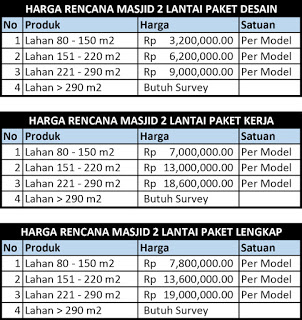 HARGA RENCANA MASJID 2 LANTAI PAKET DESAIN
No Produk Harga Satuan
1 Lahan 80 - 150 m2 Rp 3,200,000.00 Per Model
2 Lahan 151 - 220 m2 Rp 6,200,000.00 Per Model
3 Lahan 221 - 290 m2 Rp 9,000,000.00 Per Model
4 Lahan > 290 m2 Butuh Survey
HARGA RENCANA MASJID 2 LANTAI PAKET KERJA
No Produk Harga Satuan
1 Lahan 80 - 150 m2 Rp 7,000,000.00 Per Model
2 Lahan 151 - 220 m2 Rp 13,000,000.00 Per Model
3 Lahan 221 - 290 m2 Rp 18,600,000.00 Per Model
4 Lahan > 290 m2 Butuh Survey
HARGA RENCANA MASJID 2 LANTAI PAKET LENGKAP
No Produk Harga Satuan
1 Lahan 80 - 150 m2 Rp 7,800,000.00 Per Model
2 Lahan 151 - 220 m2 Rp 13,600,000.00 Per Model
3 Lahan 221 - 290 m2 Rp 19,000,000.00 Per Model
4 Lahan > 290 m2 Butuh Survey